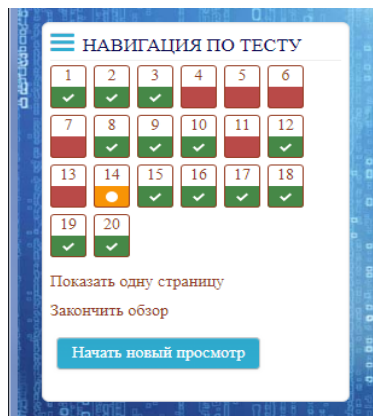 НАВИГАЦИЯ ПО ТЕСТУ
1 2 3 4 5 6
7 8 9 10 11 12
13 14 15 16 17 18
19 20
Показать одну страницу
Закончить обзор
Начать новый просмотр